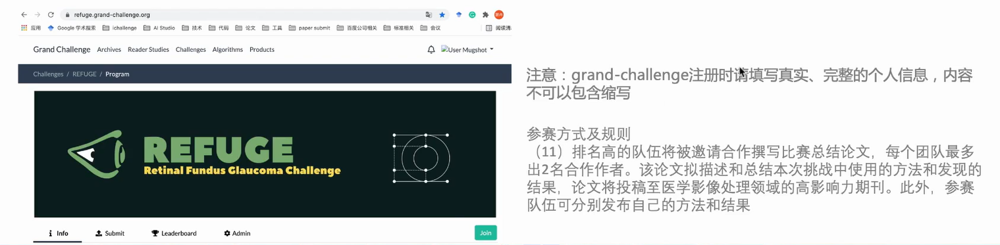 refuge.grand-challenge.org
应用 Google 学术搜索 ichallenge AI Studio 技术 代码 论文 工具 paper submit 百度公司相关 标准相关 会议 阅读清
Grand Challenge Archives Reader Studies Challenges Algorithms Products User Mugshot
Challenges / REFUGE / Program
REFUGE
Retinal Fundus Glaucoma Challenge
Info Submit Leaderboard Admin Join
注意：grand-challenge注册时请填写真实、完整的个人信息，内容
不可以包含缩写
参赛方式及规则
（11）排名高的队伍将被邀请合作撰写比赛总结论文，每个团队最多
出2名合作作者。该论文拟描述和总结本次挑战中使用的方法和发现的
结果，论文将投稿至医学影像处理领域的高影响力期刊。此外，参赛
队伍可分别发布自己的方法和结果